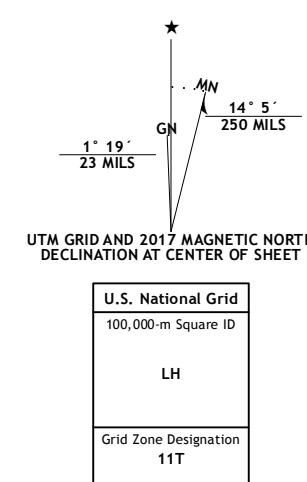 MN
GN
14° 5´
250 MILS
1° 19´
23 MILS
UTM GRID AND 2017 MAGNETIC NORT
DECLINATION AT CENTER OF SHEET
U.S. National Grid
100,000-m Square ID
LH
Grid Zone Designation
11T